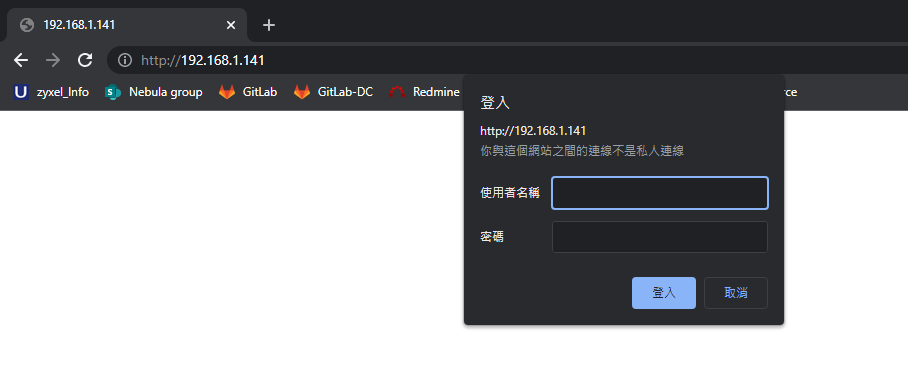 192.168.1.141
http://192.168.1.141
zyxel_Info Nebula group GitLab GitLab-DC Redmine rce
登入
http://192.168.1.141
你與這個網站之間的連線不是私人連線
使用者名稱
密碼
登入 取消